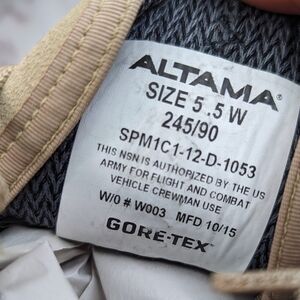 ALTAMA®
SIZE 5.5 W
245/90
SPM1C1-12-D-1053
THIS NSN IS AUTHORIZED BY THE US
ARMY FOR FLIGHT AND COMBAT
VEHICLE CREWMAN USE
W/0 # W003 MFD 10/15
GORE-TEX